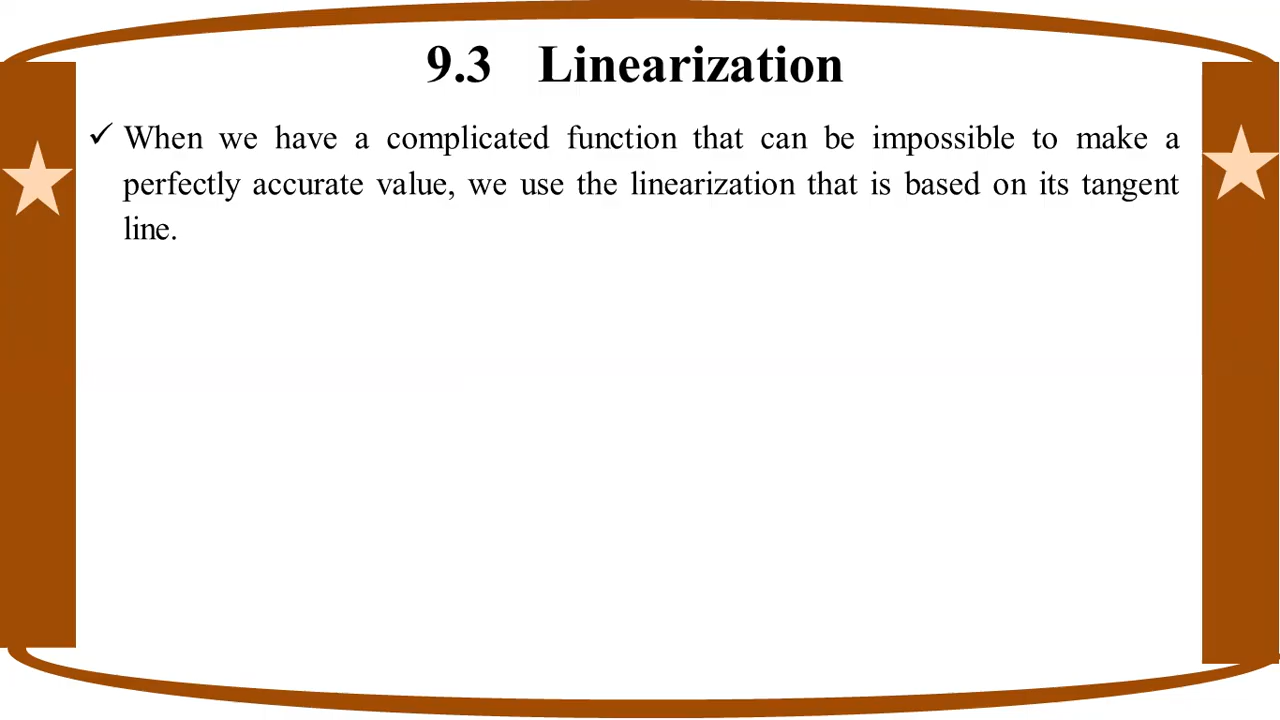 9.3 Linearization
✓ When we have a complicated function that can be impossible to make a
perfectly accurate value, we use the linearization that is based on its tangent
line.